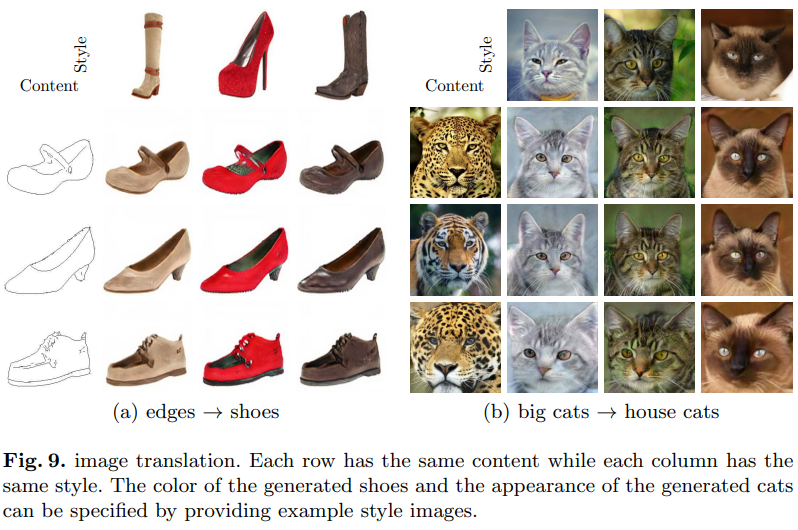 Style
Content
Style
Content
(a) edges → shoes
(b) big cats → house cats
Fig. 9. image translation. Each row has the same content while each column has the
same style. The color of the generated shoes and the appearance of the generated cats
can be specified by providing example style images.